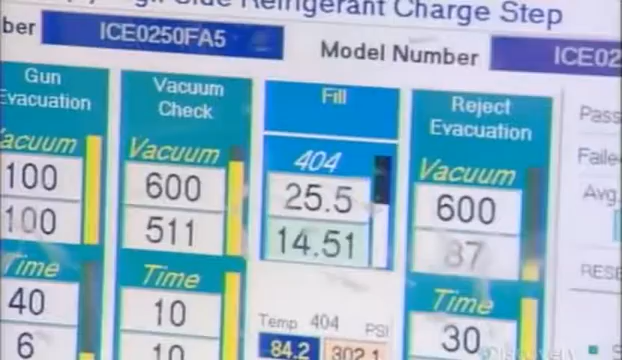 Side Refrigerant Charge Step
ber ICE0250FA5 Model Number ICE02
Gun Evacuation
Vacuum Check
Fill
Reject Evacuation
Pass
Faile
Avg.
RESE
Vacuum
100
100
Time
40
6
Vacuum
600
511
Time
10
10
404
25.5
14.51
Temp 404 PSI
84.2 302.1
Vacuum
600
87
Time
30